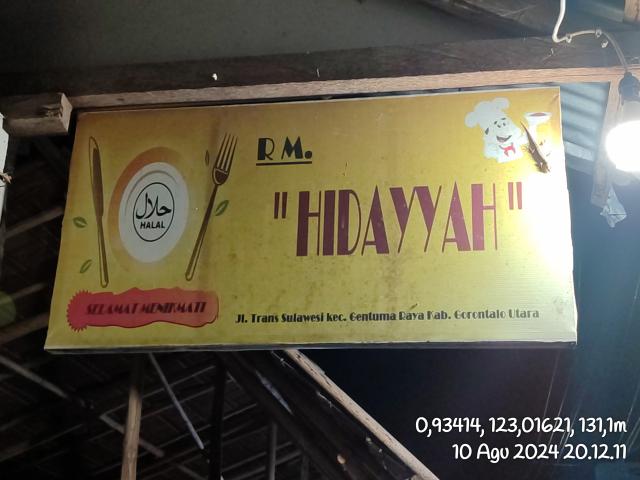 R M.
" HIDAYYAH "
حلال
HALAL
SELAMAT MENIKMATI
Jl. Trans Sulawesi kec. Gentuma Raya Kab. Gorontalo Utara
0,93414, 123,01621, 131,1m
10 Agu 2024 20.12.11